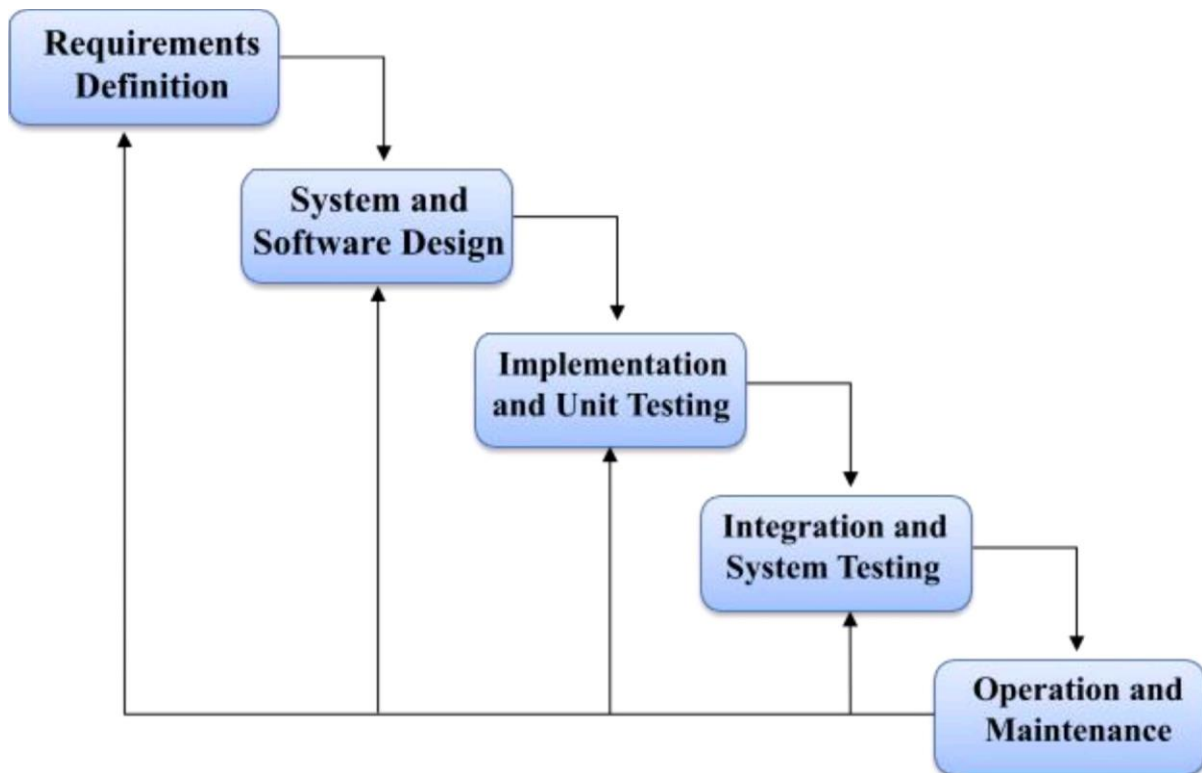 Requirements
Definition
System and
Software Design
Implementation
and Unit Testing
Integration and
System Testing
Operation and
Maintenance